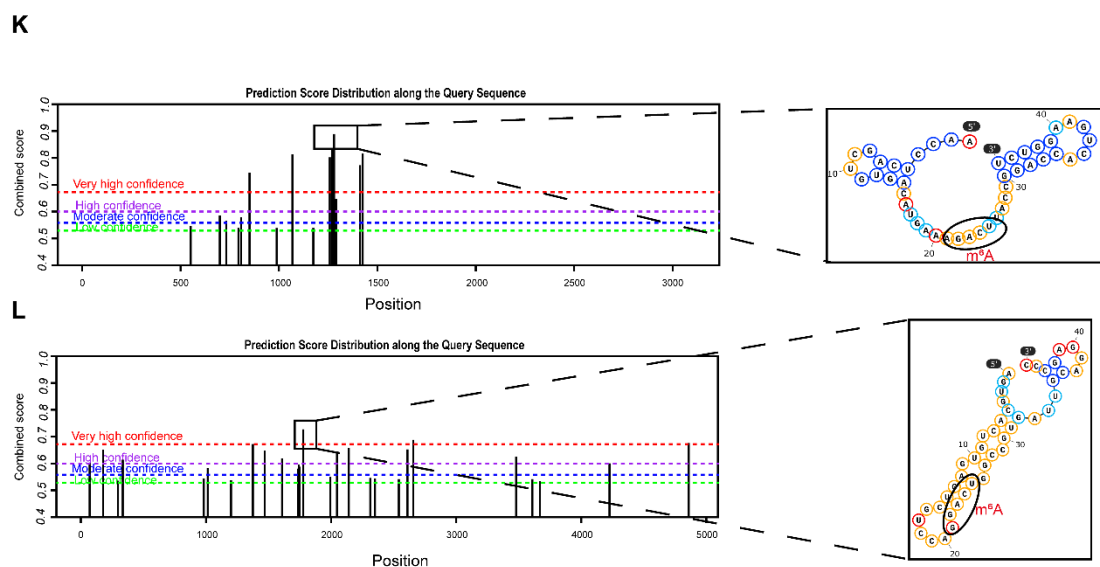 K
Prediction Score Distribution along the Query Sequence
Combined score
1.0
0.9
0.8
0.7
0.6
0.5
0.4
Very high confidence
High confidence
Moderate confidence
Low confidence
0
500
1000
1500
2000
2500
3000
Position
5'
3'
10
20
30
40
m⁶A
L
Prediction Score Distribution along the Query Sequence
Combined score
1.0
0.9
0.8
0.7
0.6
0.5
0.4
Very high confidence
High confidence
Moderate confidence
Low confidence
0
1000
2000
3000
4000
5000
Position
5'
3'
10
20
30
40
m⁶A